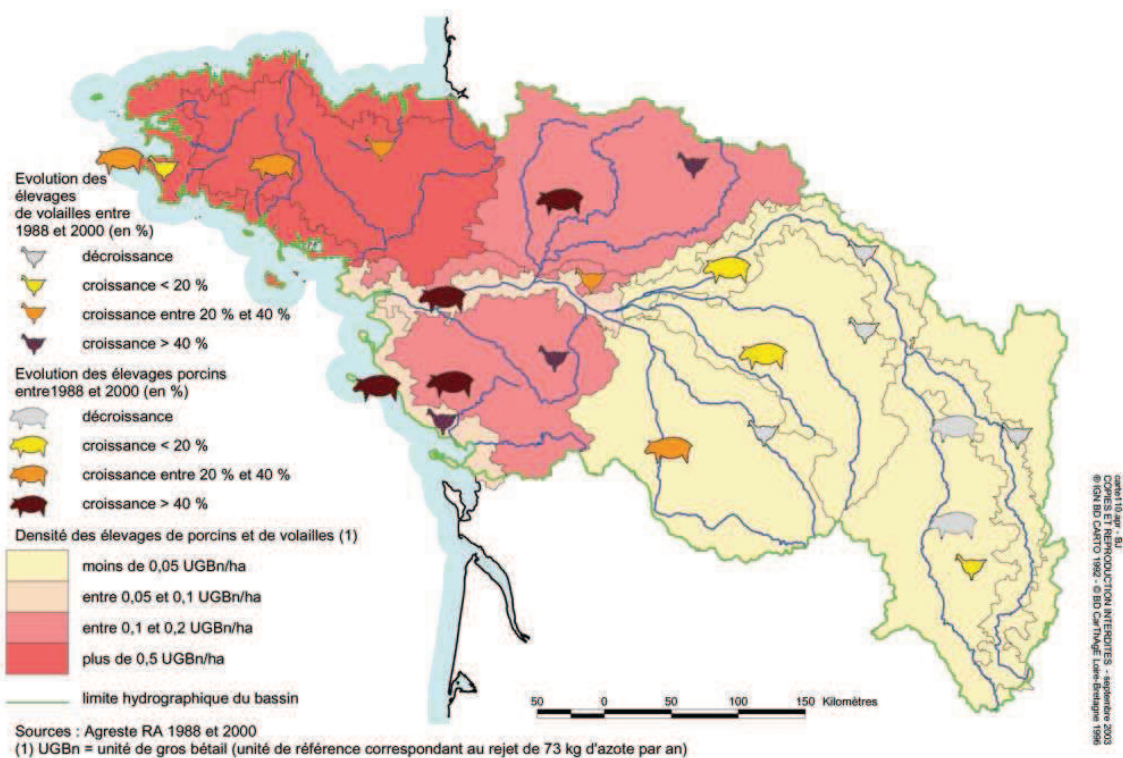 Evolution des
élevages
de volailles entre
1988 et 2000 (en %)
décroissance
croissance < 20 %
croissance entre 20 % et 40 %
croissance > 40 %
Evolution des élevages porcins
entre1988 et 2000 (en %)
décroissance
croissance < 20 %
croissance entre 20 % et 40 %
croissance > 40 %
Densité des élevages de porcins et de volailles (1)
moins de 0,05 UGBn/ha
entre 0,05 et 0,1 UGBn/ha
entre 0,1 et 0,2 UGBn/ha
plus de 0,5 UGBn/ha
limite hydrographique du bassin
50 0 50 100 150 Kilomètres
Sources : Agreste RA 1988 et 2000
(1) UGBn = unité de gros bétail (unité de référence correspondant au rejet de 73 kg d'azote par an)
carte110.apr - BJ
COPIES ET REPRODUCTION INTERDITES - septembre 2003
© IGN BD CARTO 1992 - © BD CarThAgE Loire-Bretagne 1996